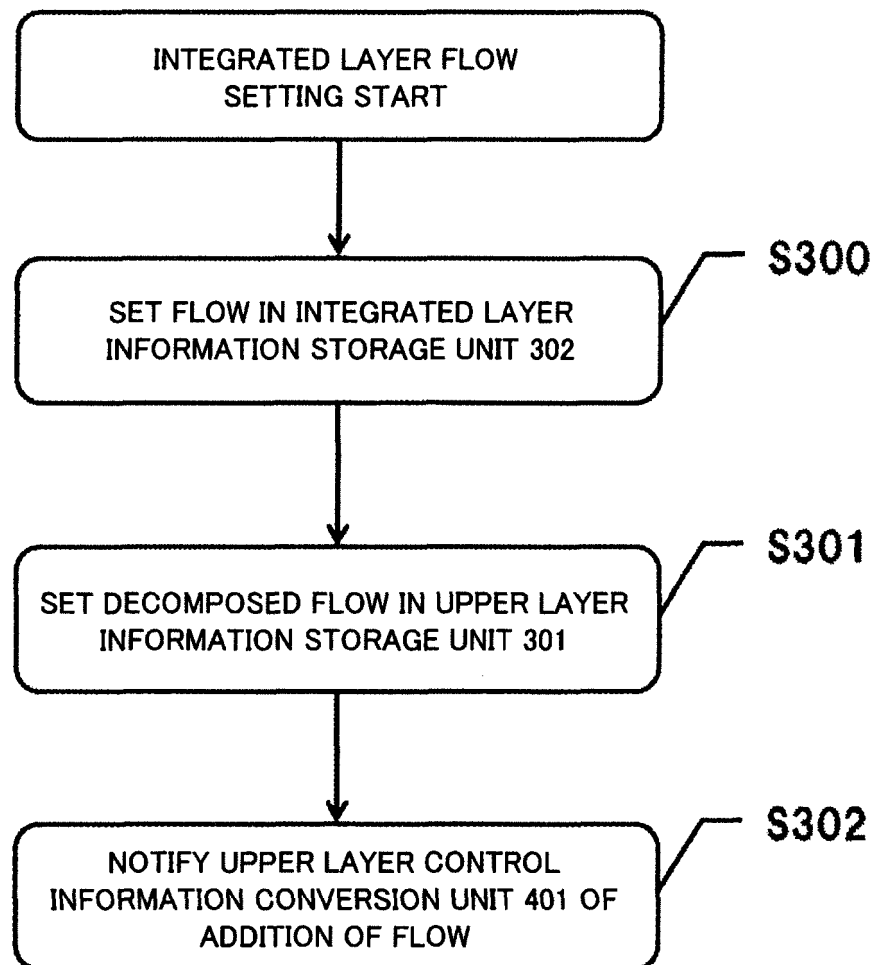 INTEGRATED LAYER FLOW
SETTING START
S300
SET FLOW IN INTEGRATED LAYER
INFORMATION STORAGE UNIT 302
S301
SET DECOMPOSED FLOW IN UPPER LAYER
INFORMATION STORAGE UNIT 301
S302
NOTIFY UPPER LAYER CONTROL
INFORMATION CONVERSION UNIT 401 OF
ADDITION OF FLOW